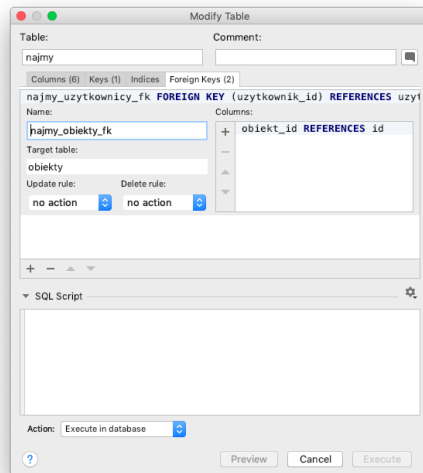 Modify Table
Table:
Comment:
najmy
Columns (6) Keys (1) Indices Foreign Keys (2)
najmy_uzytkownicy_fk FOREIGN KEY (uzytkownik_id) REFERENCES uzyt
Name:
Columns:
najmy_obiekty_fk
obiekt_id REFERENCES id
Target table:
obiekty
Update rule:
Delete rule:
no action
no action
SQL Script
Action:
Execute in database
?
Preview
Cancel
Execute